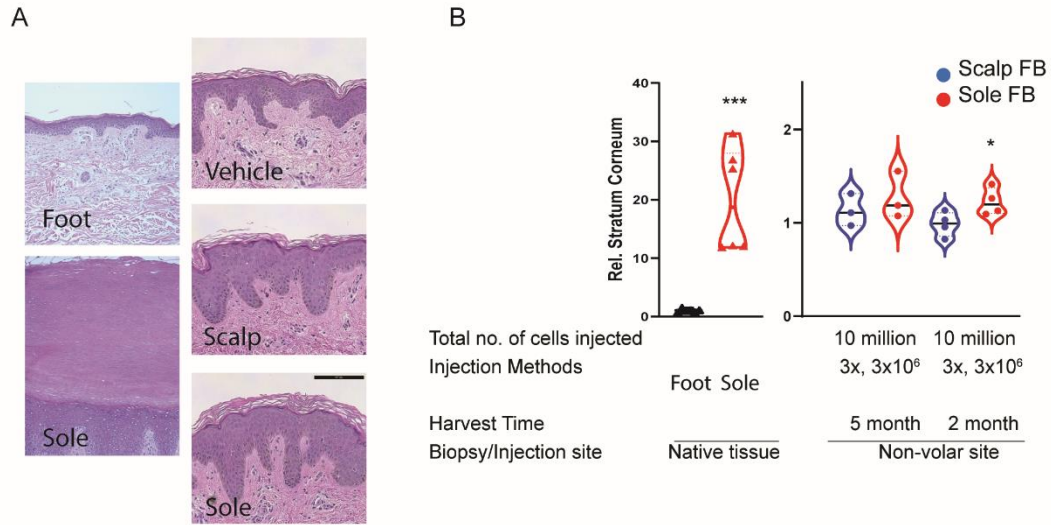 A
Foot
Sole
Vehicle
Scalp
Sole
B
Scalp FB
Sole FB
Rel. Stratum Corneum
40
30
20
10
0
***
2
1
0
*
Total no. of cells injected 10 million 10 million
Injection Methods 3x, 3x10⁶ 3x, 3x10⁶
Foot Sole
Harvest Time 5 month 2 month
Biopsy/Injection site Native tissue Non-volar site